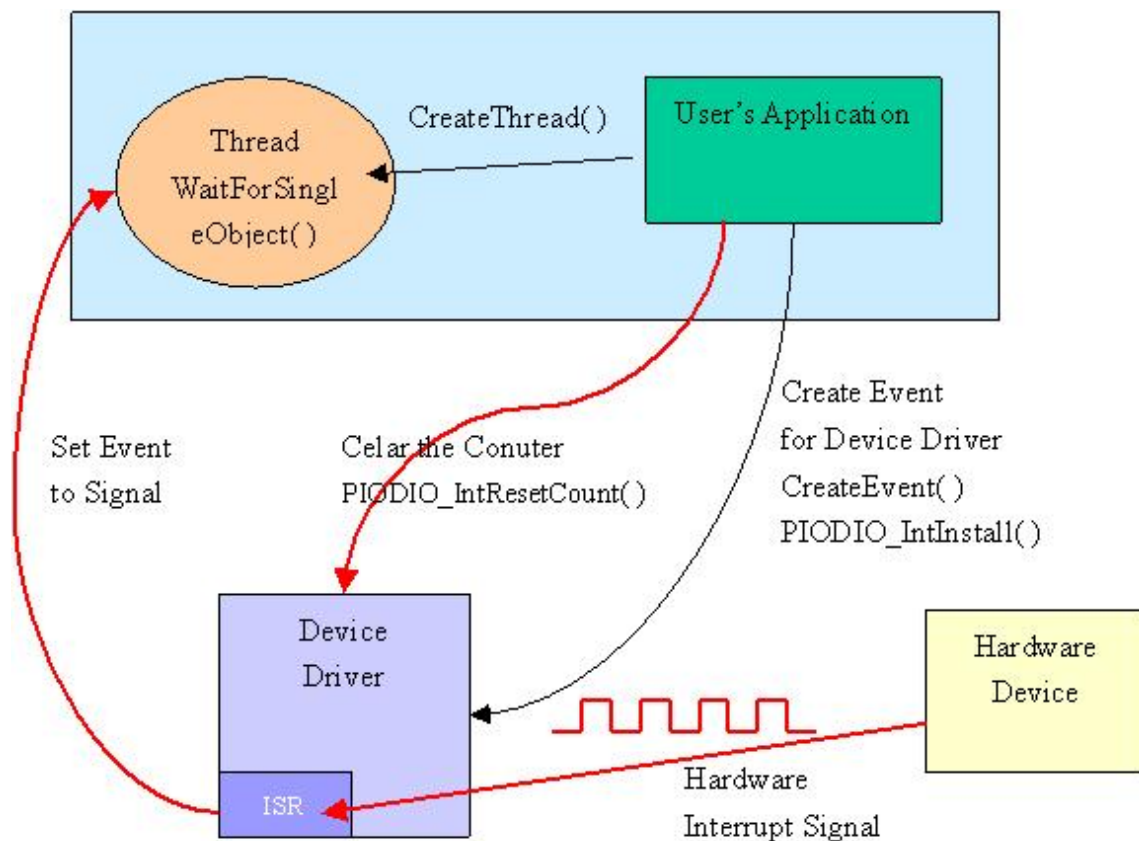 Thread
WaitForSingl
eObject( )
CreateThread( )
User's Application
Set Event
to Signal
Celar the Conuter
PIODIO_IntResetCount( )
Create Event
for Device Driver
CreateEvent( )
PIODIO_IntInstall( )
Device
Driver
ISR
Hardware
Interrupt Signal
Hardware
Device